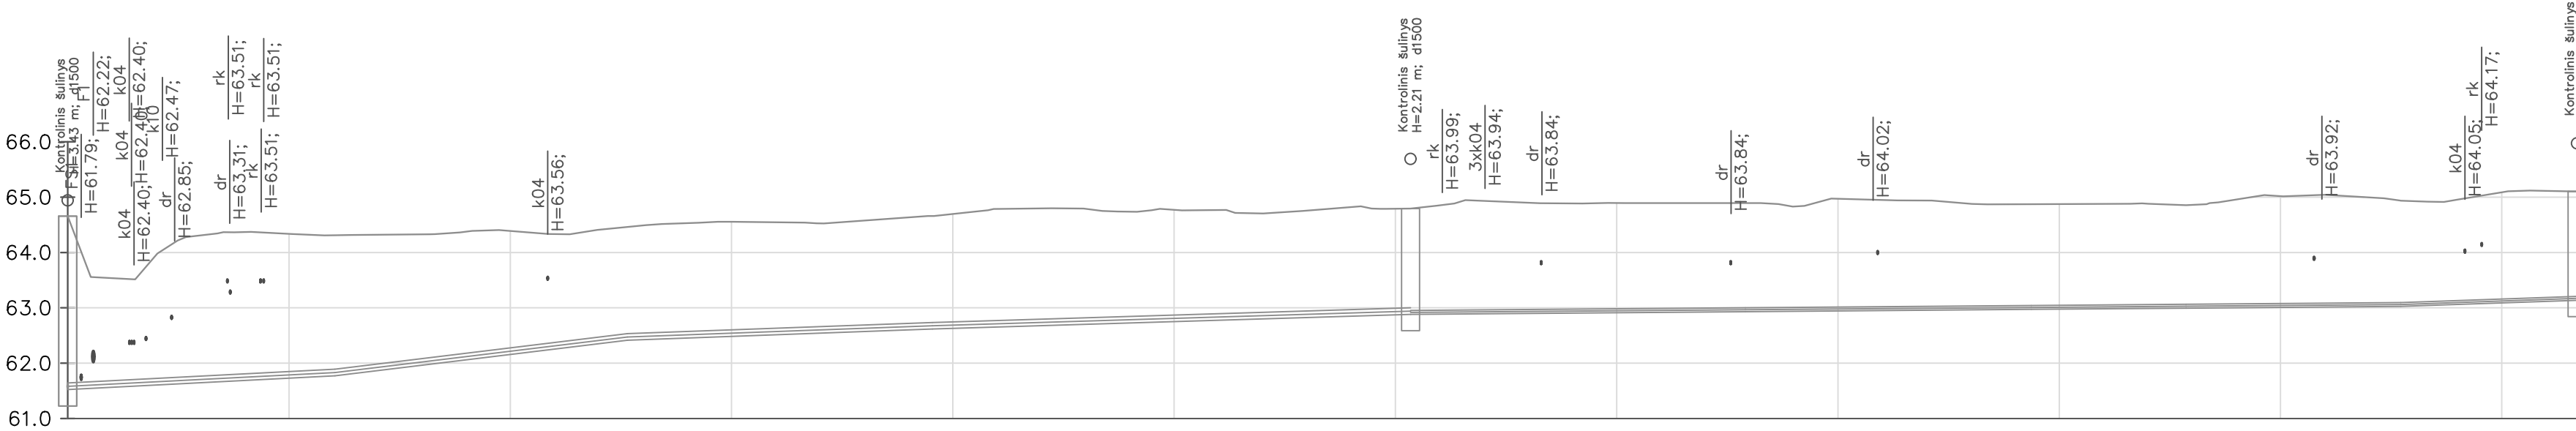 Kontrolinis šulinys
H=3.43 m; d1500
FS
H=61.79;
F1
H=62.22;
k04
H=62.40;
k04
H=62.40;
k04
H=62.40;
k10
H=62.47;
dr
H=62.85;
rk
H=63.51;
dr
H=63.31;
rk
H=63.51;
rk
H=63.51;
k04
H=63.56;
Kontrolinis šulinys
H=2.21 m; d1500
rk
H=63.99;
3xk04
H=63.94;
dr
H=63.84;
dr
H=63.84;
dr
H=64.02;
dr
H=63.92;
k04
H=64.05;
rk
H=64.17;
Kontrolinis šulinys
66.0
65.0
64.0
63.0
62.0
61.0